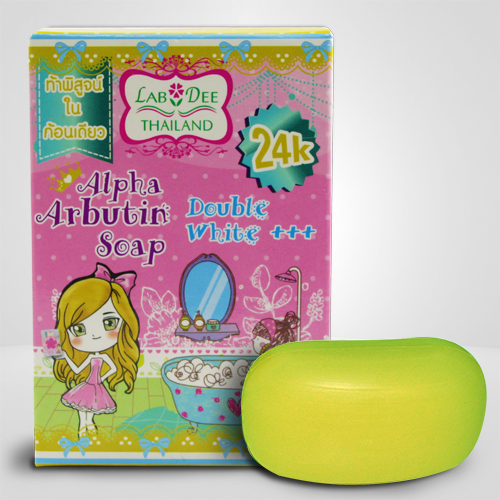 ท้าพิสูจน์
ใน
ก้อนเดียว
LAB DEE
THAILAND
24k
Alpha
Arbutin
Soap
Double
White +++